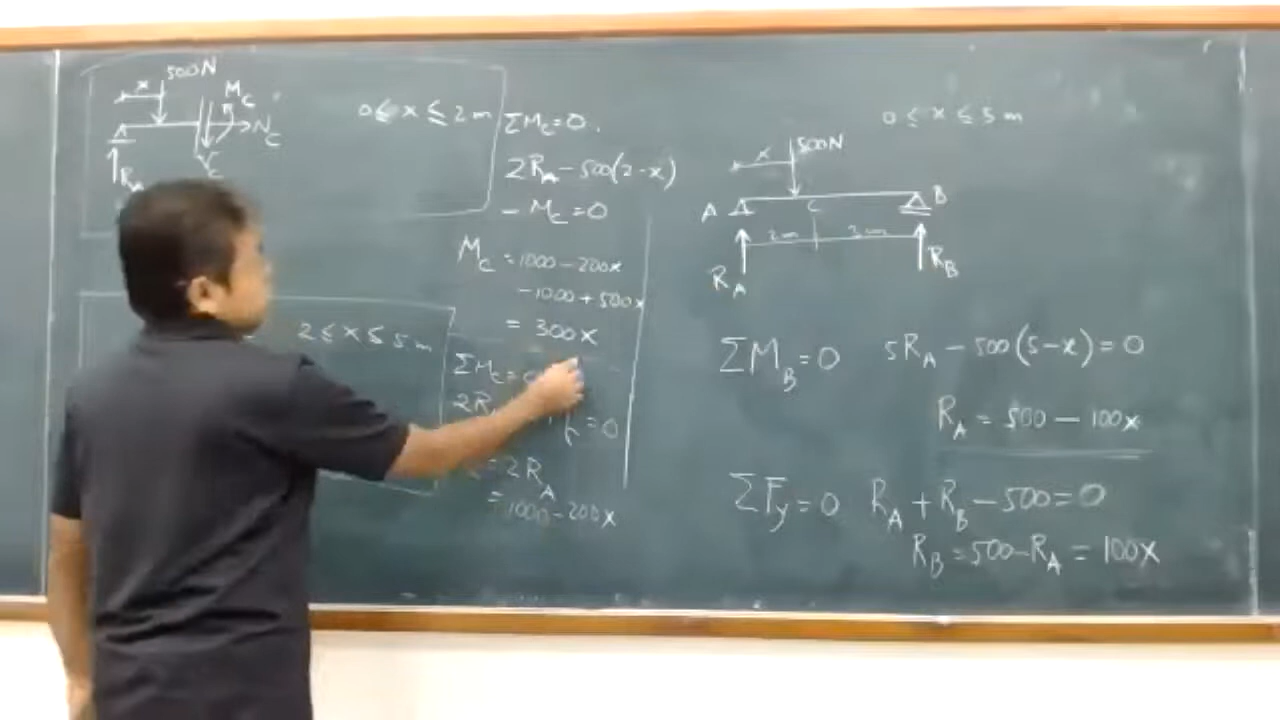 500N
x
M_C
N_C
V_C
R_A
0 ≤ x ≤ 2 m
2 ≤ x ≤ 5 m
ΣM_C=0.
2R_A-500(2-x)
- M_C=0
M_C =1000-200x
-1000+500x
= 300x
ΣM_C=
2R
=0
=2R_A
=1000-200x
0 ≤ x ≤ 5 m
x
500N
A
C
B
2m
3m
R_A
R_B
ΣM_B=0 5R_A-500(5-x)=0
R_A = 500 - 100x
ΣF_y=0 R_A+R_B-500=0
R_B=500-R_A = 100x